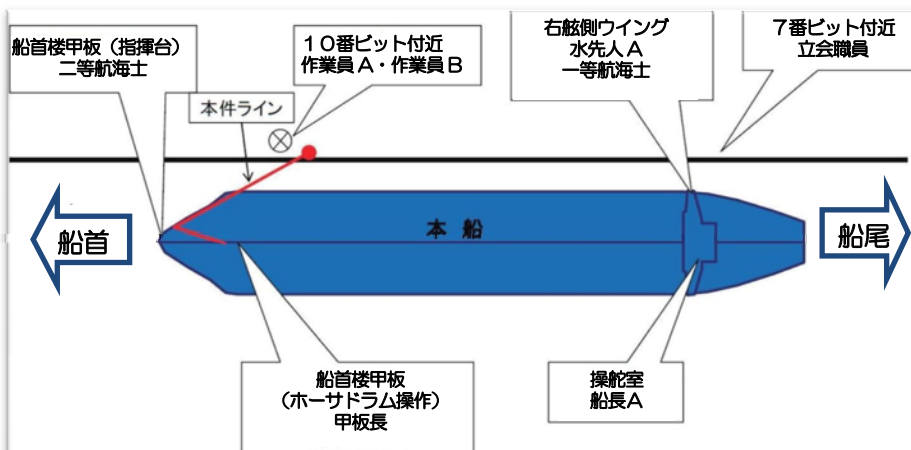 船首楼甲板（指揮台）
二等航海士
１０番ビット付近
作業員Ａ・作業員Ｂ
右舷側ウイング
水先人Ａ
一等航海士
７番ビット付近
立会職員
本件ライン
船首
本 船
船尾
船首楼甲板
（ホーサドラム操作）
甲板長
操舵室
船長Ａ